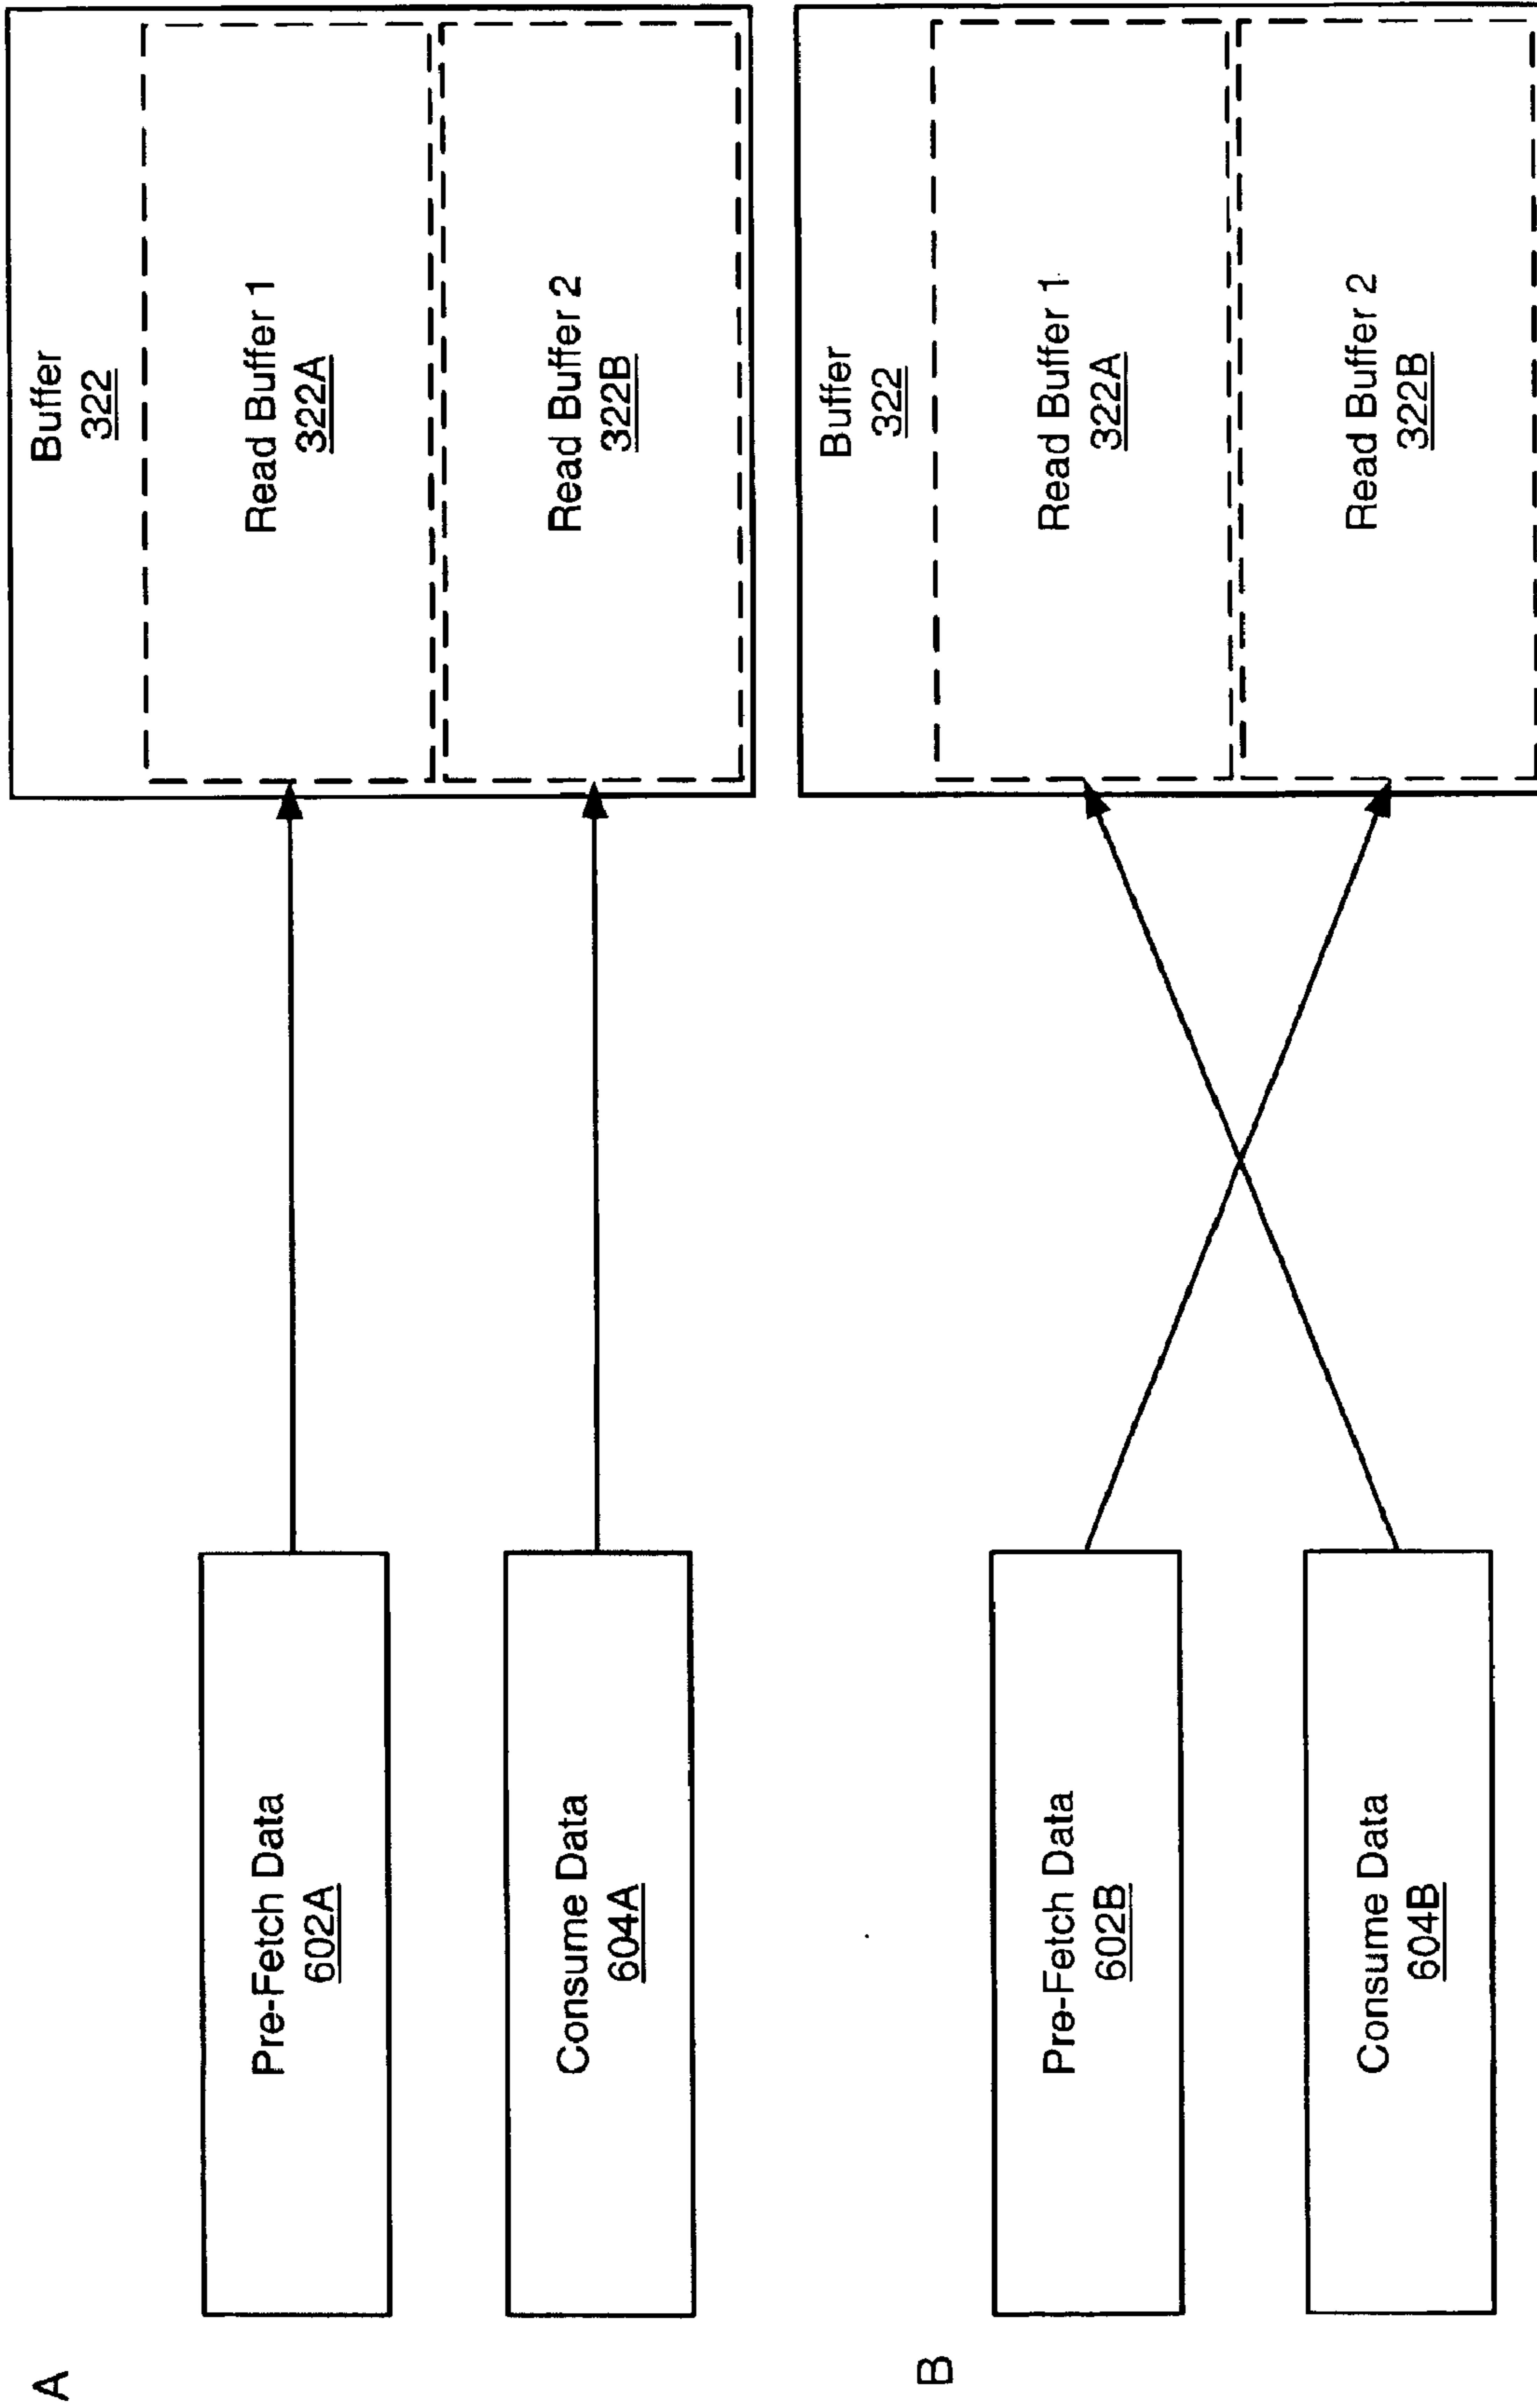 A
Buffer
322
Pre-Fetch Data
602A
Read Buffer 1
322A
Consume Data
604A
Read Buffer 2
322B
B
Buffer
322
Pre-Fetch Data
602B
Read Buffer 1
322A
Consume Data
604B
Read Buffer 2
322B